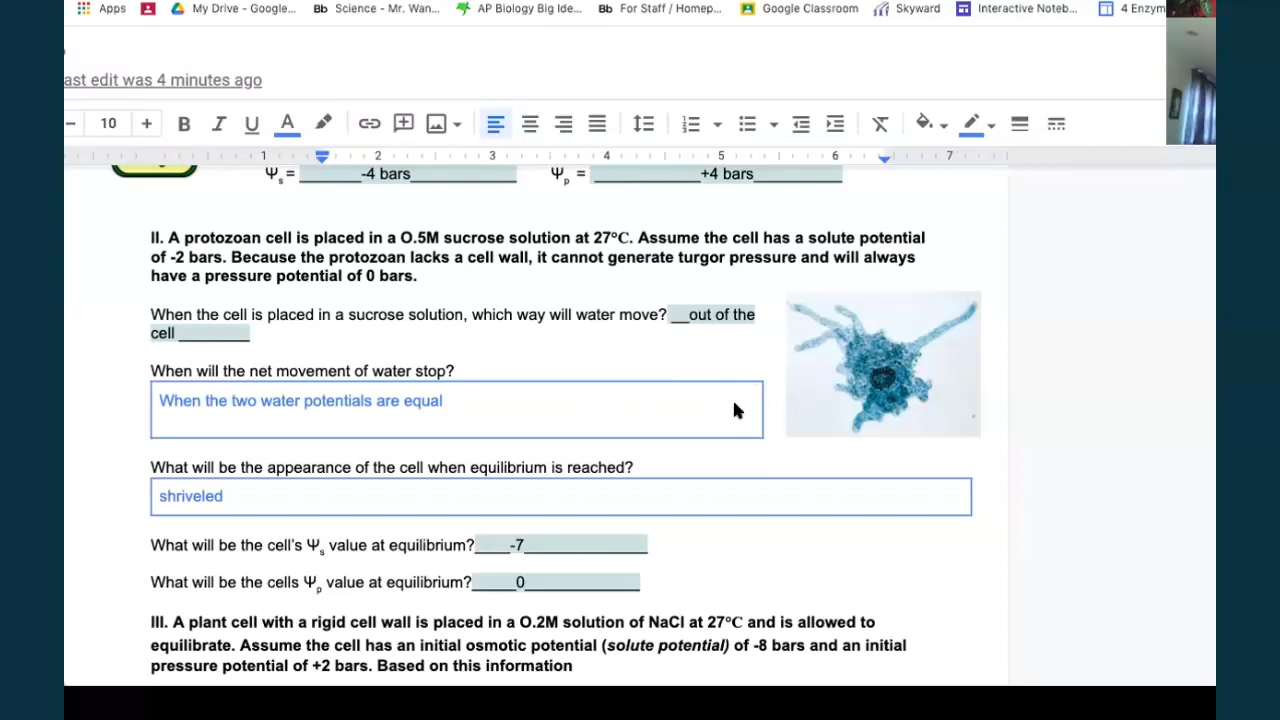 Apps My Drive - Google... Bb Science - Mr. Wan... AP Biology Big Ide... Bb For Staff / Homep... Google Classroom Skyward Interactive Noteb... 4 Enzym
ast edit was 4 minutes ago
− 10 + B I U A
1 2 3 4 5 6 7
Ψs = -4 bars Ψp = +4 bars
II. A protozoan cell is placed in a O.5M sucrose solution at 27°C. Assume the cell has a solute potential
of -2 bars. Because the protozoan lacks a cell wall, it cannot generate turgor pressure and will always
have a pressure potential of 0 bars.
When the cell is placed in a sucrose solution, which way will water move? __out of the
cell ________
When will the net movement of water stop?
When the two water potentials are equal
What will be the appearance of the cell when equilibrium is reached?
shriveled
What will be the cell's Ψs value at equilibrium?____-7______________
What will be the cells Ψp value at equilibrium?_____0_____________
III. A plant cell with a rigid cell wall is placed in a O.2M solution of NaCl at 27°C and is allowed to
equilibrate. Assume the cell has an initial osmotic potential (solute potential) of -8 bars and an initial
pressure potential of +2 bars. Based on this information